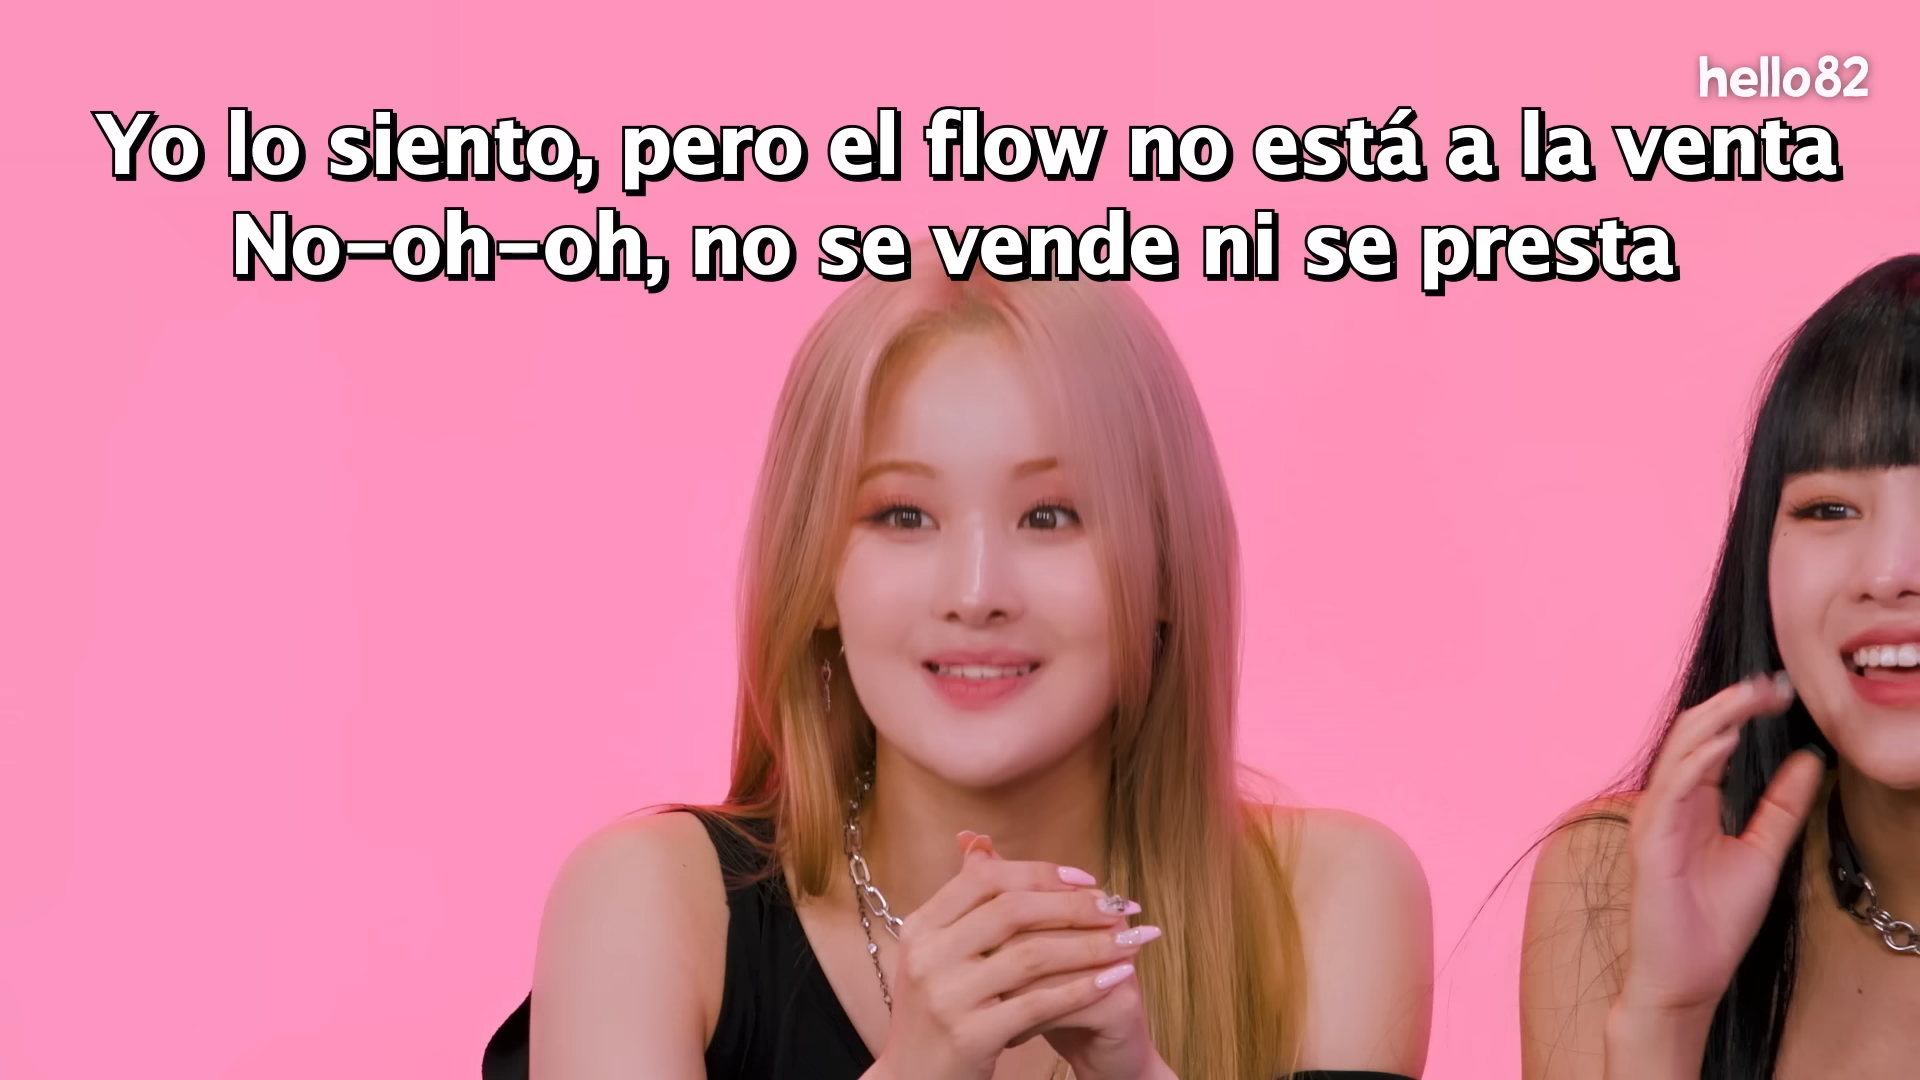 hello82
Yo lo siento, pero el flow no está a la venta
No-oh-oh, no se vende ni se presta